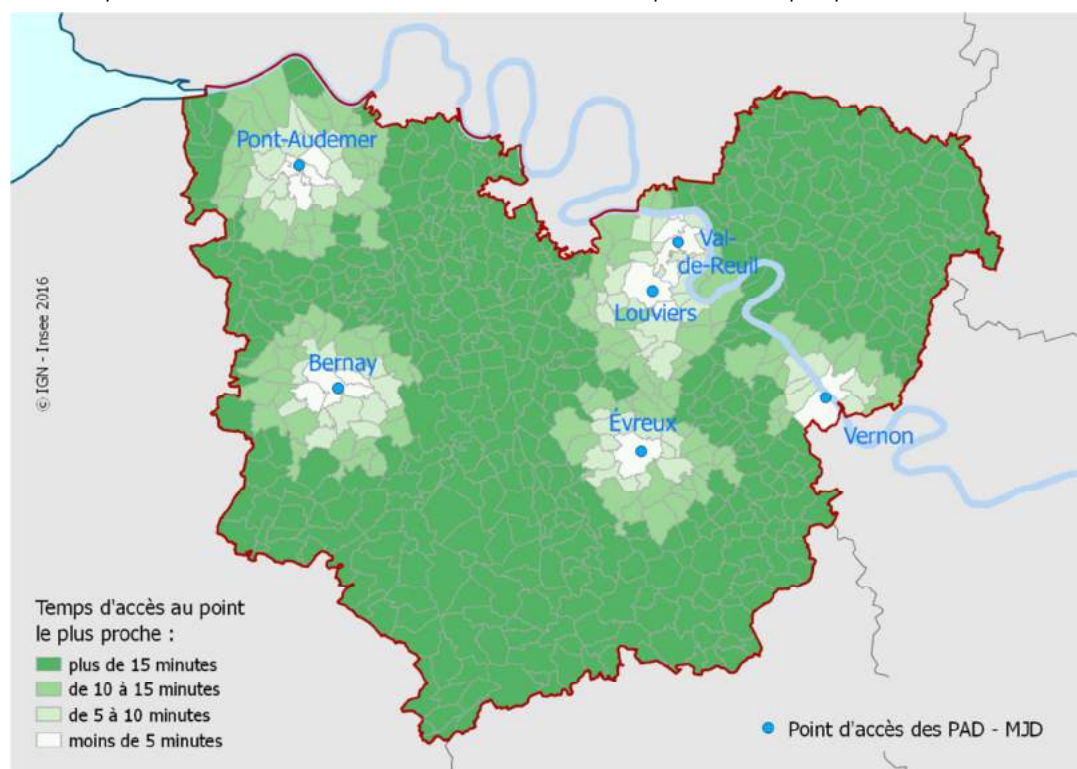 Pont-Audemer
Val-
de-Reuil
Louviers
Bernay
Évreux
Vernon
© IGN - Insee 2016
Temps d'accès au point
le plus proche :
plus de 15 minutes
de 10 à 15 minutes
de 5 à 10 minutes
moins de 5 minutes
Point d'accès des PAD - MJD